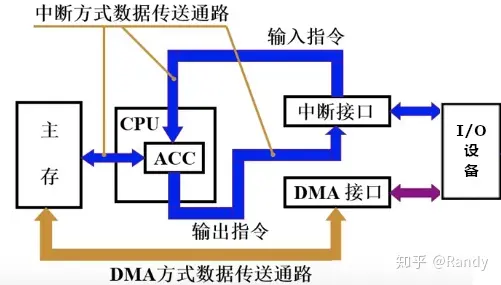 中断方式数据传送通路
输入指令
主
存
CPU
ACC
中断接口
I/O
设
备
DMA 接口
输出指令
DMA方式数据传送通路
知乎 @Randy